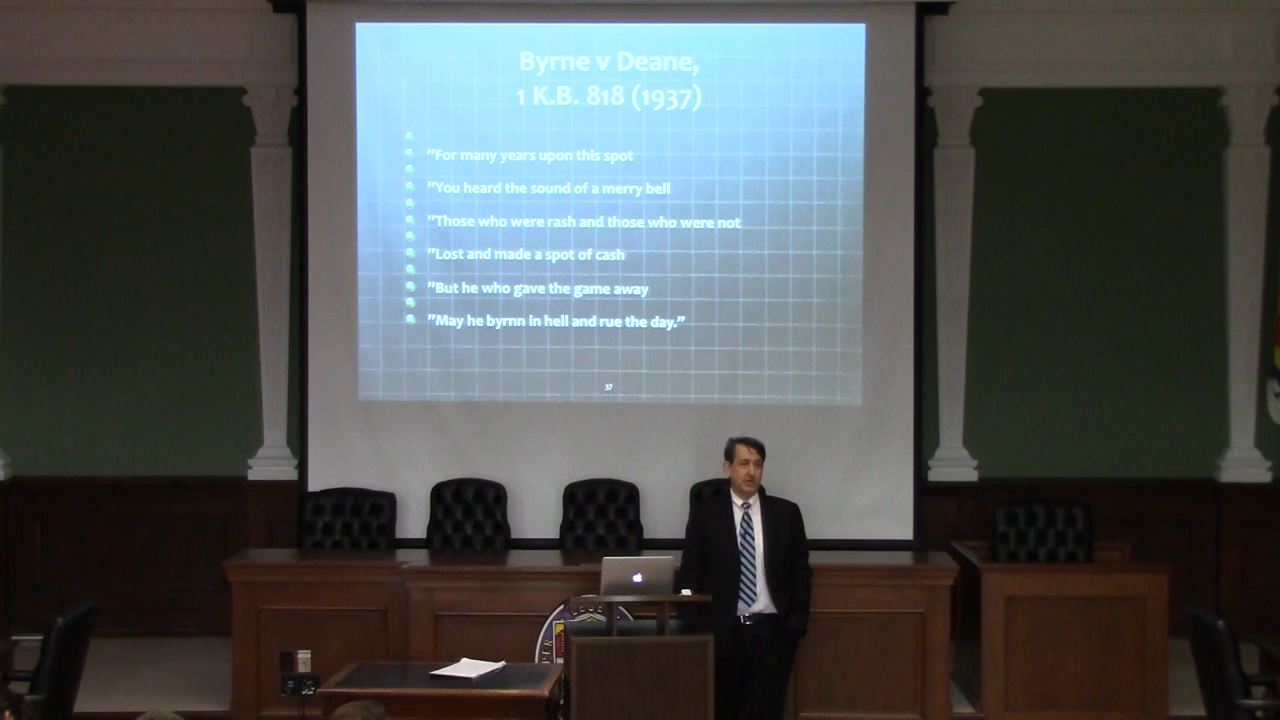 Byrne v Deane,
1 K.B. 818 (1937)
"For many years upon this spot
"You heard the sound of a merry bell
"Those who were rash and those who were not
"Lost and made a spot of cash
"But he who gave the game away
"May he byrnn in hell and rue the day."
37